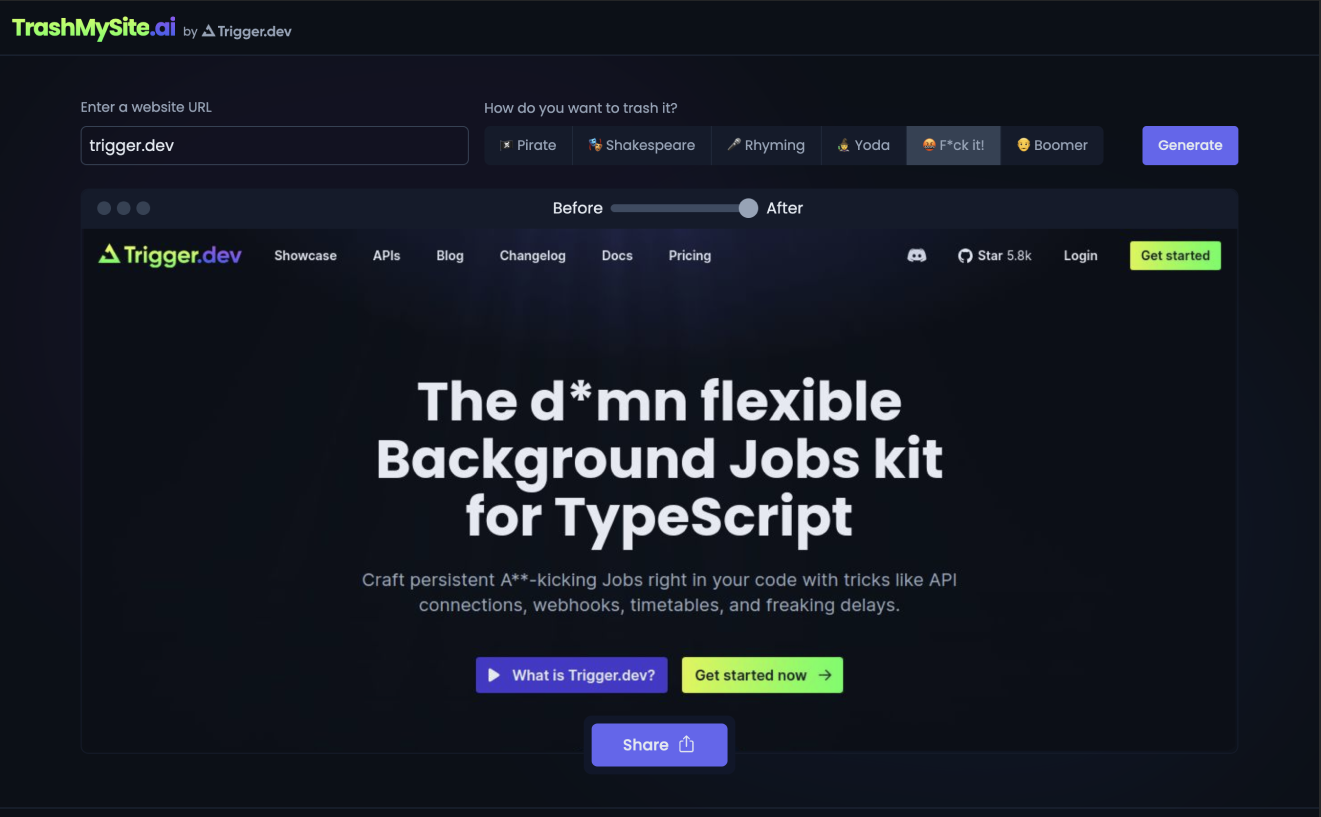 TrashMySite.ai by Trigger.dev
Enter a website URL
How do you want to trash it?
trigger.dev
Pirate
Shakespeare
Rhyming
Yoda
F*ck it!
Boomer
Generate
Before
After
Trigger.dev
Showcase
APIs
Blog
Changelog
Docs
Pricing
Star 5.8k
Login
Get started
The d*mn flexible
Background Jobs kit
for TypeScript
Craft persistent A**-kicking Jobs right in your code with tricks like API
connections, webhooks, timetables, and freaking delays.
What is Trigger.dev?
Get started now
Share